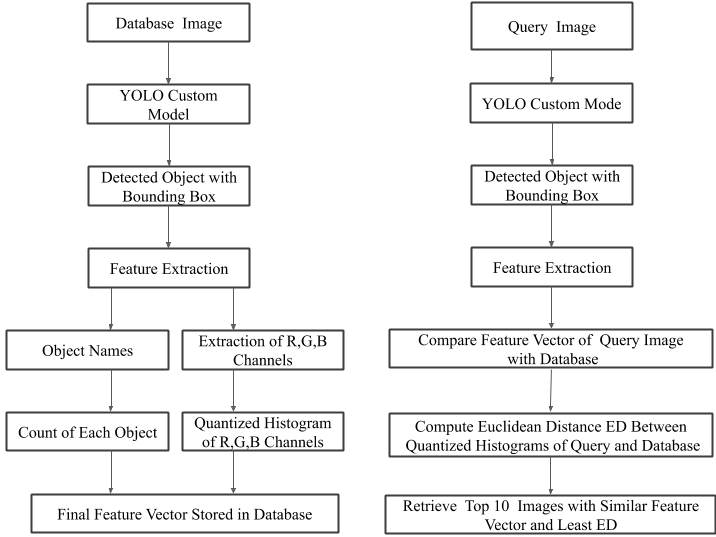 Database Image
YOLO Custom
Model
Detected Object with
Bounding Box
Feature Extraction
Object Names
Extraction of R,G,B
Channels
Count of Each Object
Quantized Histogram
of R,G,B Channels
Final Feature Vector Stored in Database
Query Image
YOLO Custom Mode
Detected Object with
Bounding Box
Feature Extraction
Compare Feature Vector of Query Image
with Database
Compute Euclidean Distance ED Between
Quantized Histograms of Query and Database
Retrieve Top 10 Images with Similar Feature
Vector and Least ED